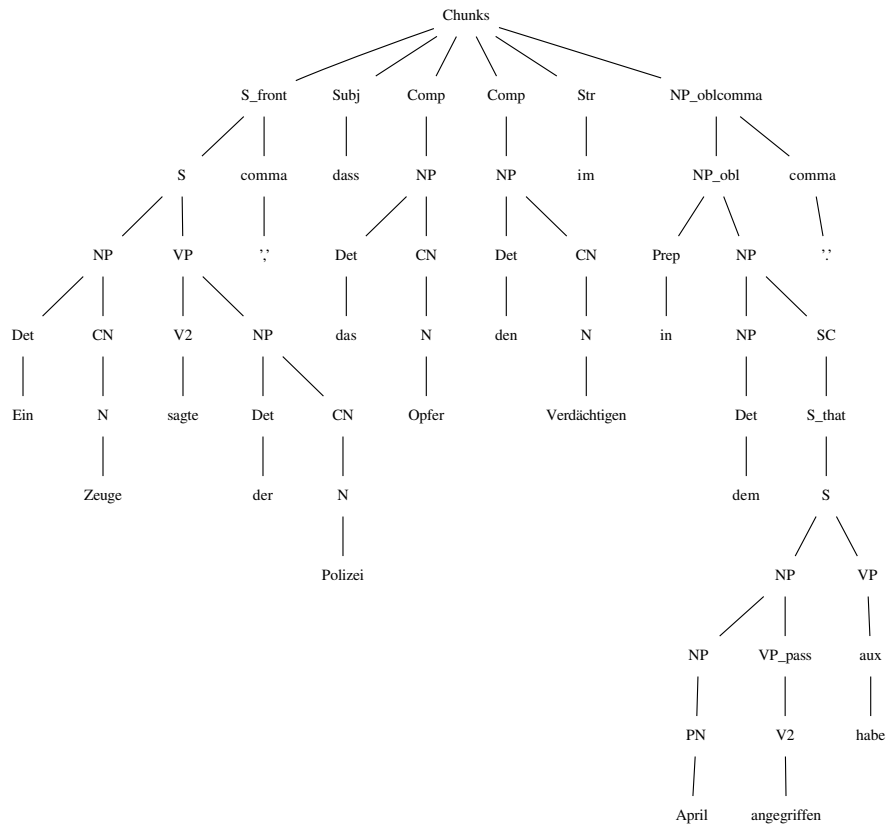 Chunks
S_front Subj Comp Comp Str NP_oblcomma
S comma dass NP NP im NP_obl comma
NP VP ',' Det CN Det CN Prep NP '.'
Det CN V2 NP das N den N in NP SC
Ein N sagte Det CN Opfer Verdächtigen Det S_that
Zeuge der N dem S
Polizei NP VP
NP VP_pass aux
PN V2 habe
April angegriffen